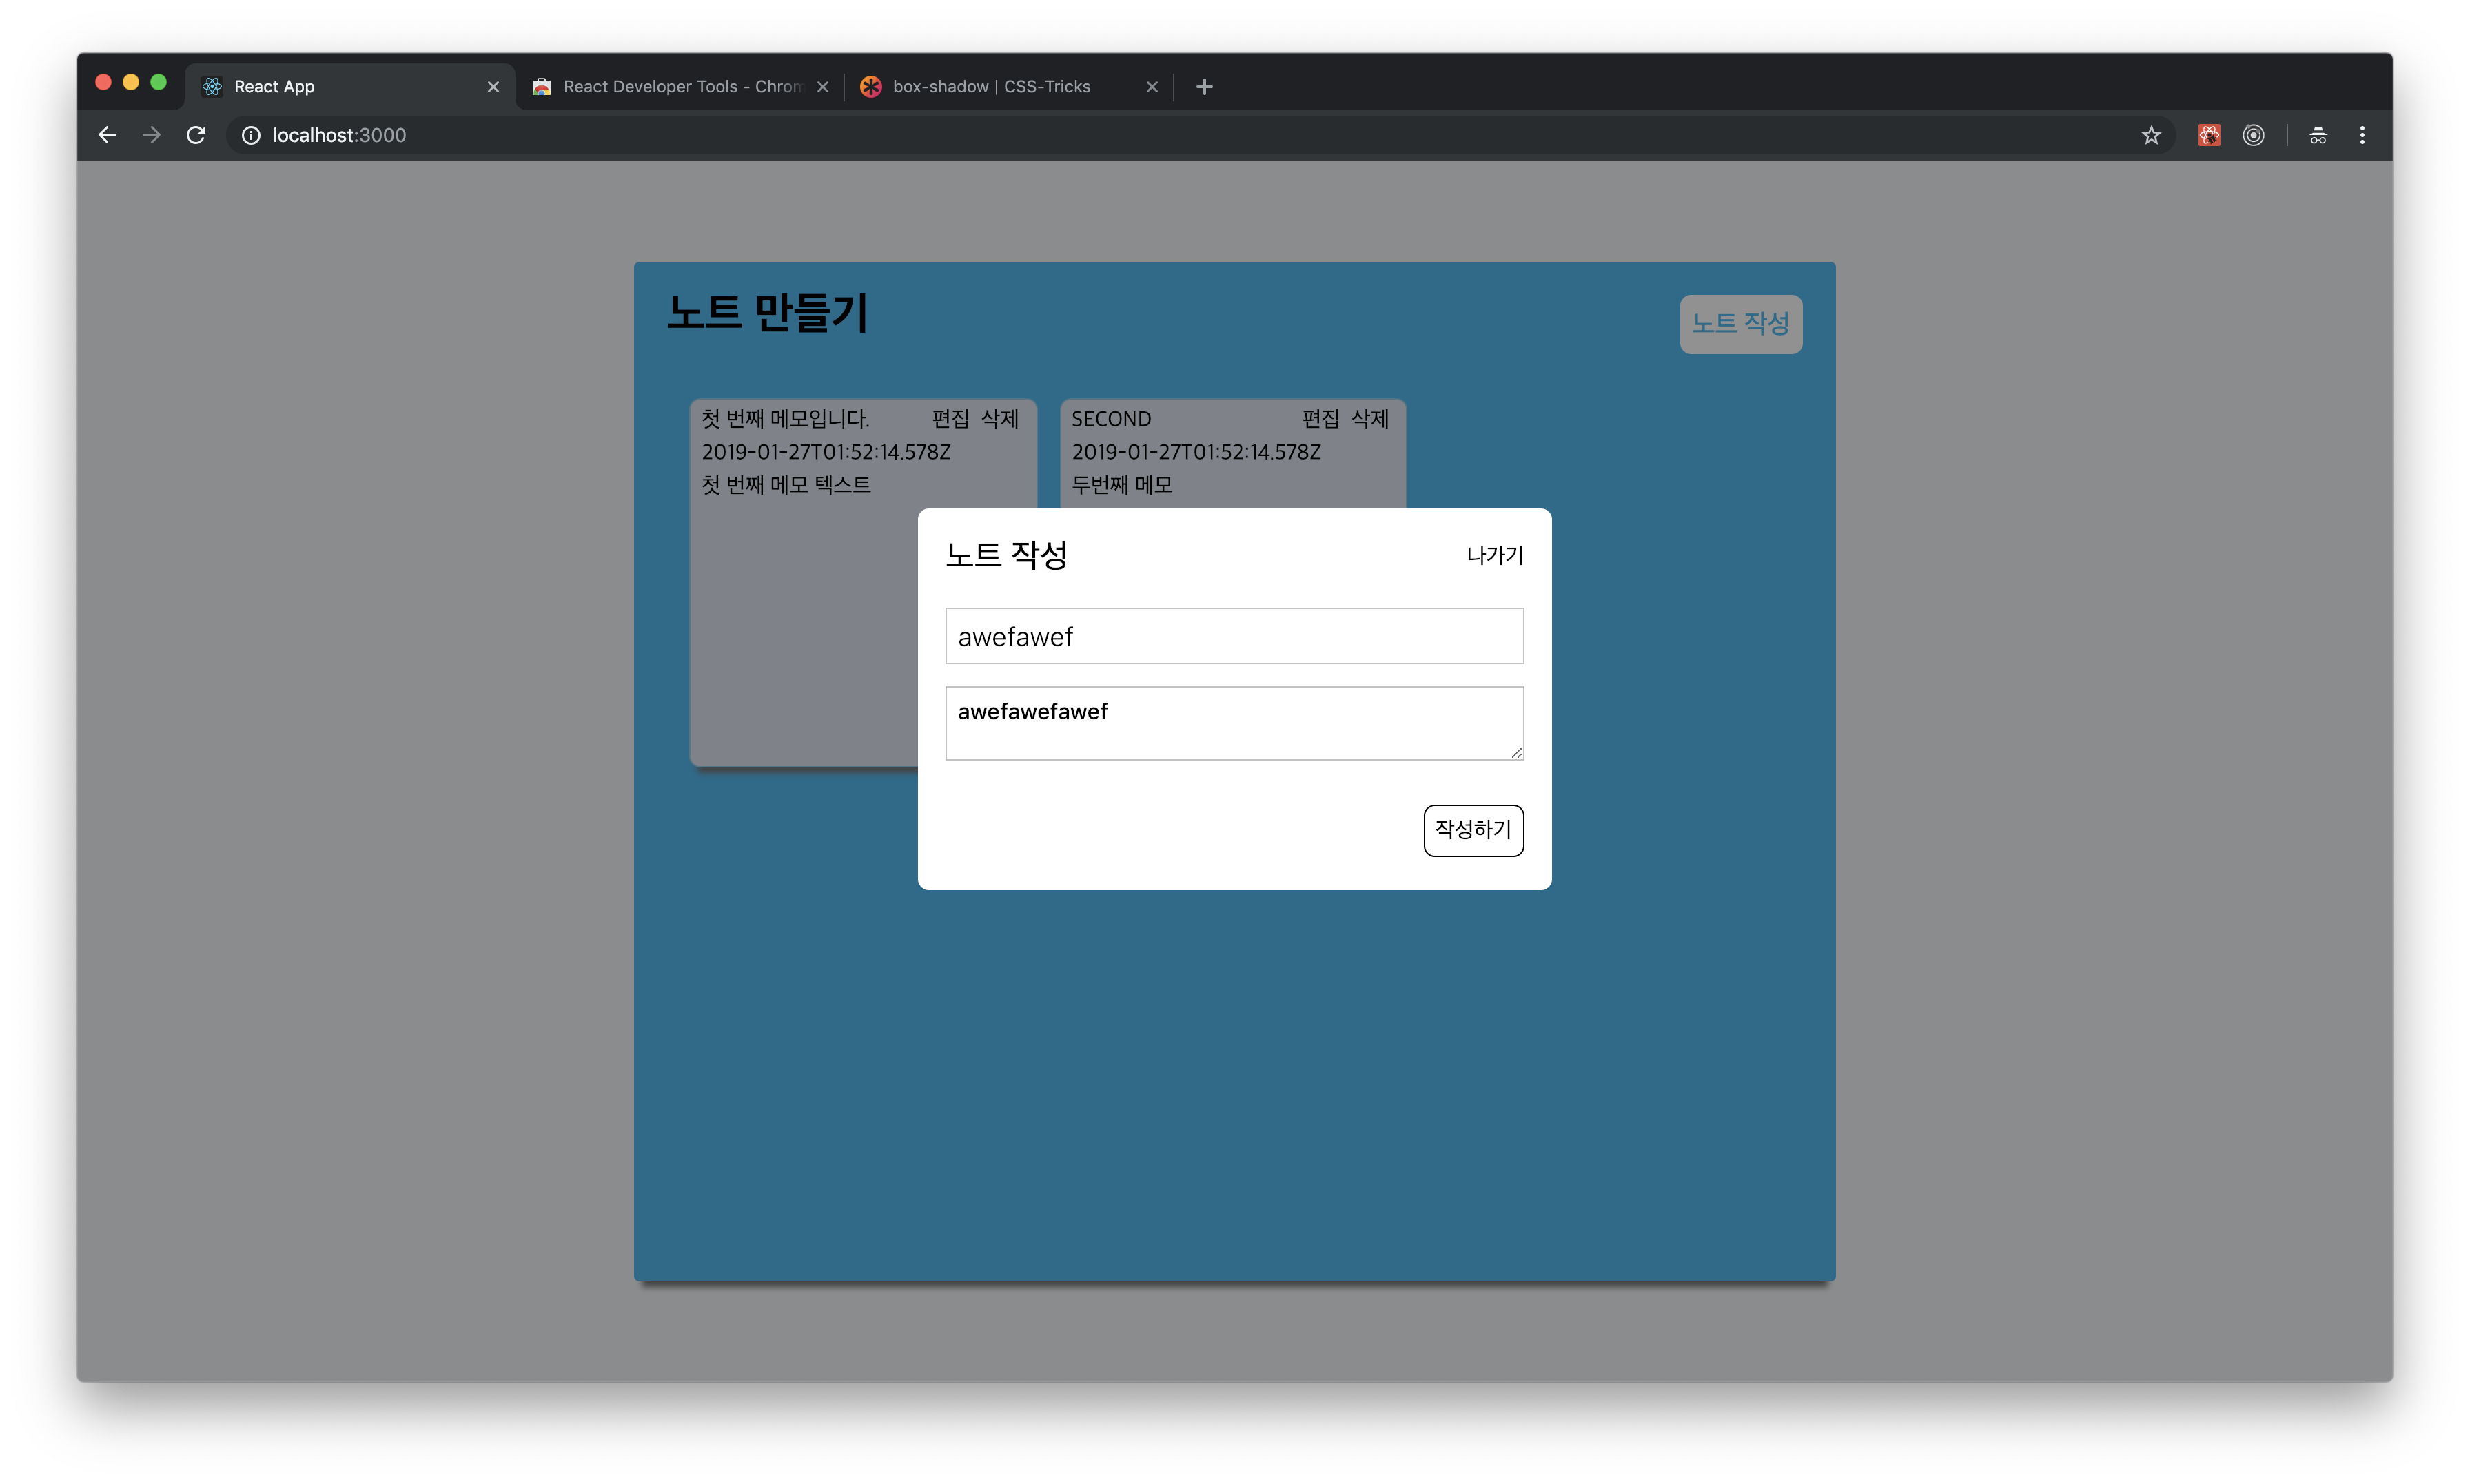 React App
React Developer Tools - Chrom
box-shadow | CSS-Tricks
localhost:3000
노트 만들기
노트 작성
첫 번째 메모입니다. 편집 삭제
2019-01-27T01:52:14.578Z
첫 번째 메모 텍스트
SECOND 편집 삭제
2019-01-27T01:52:14.578Z
두번째 메모
노트 작성
나가기
awefawef
awefawefawef
작성하기